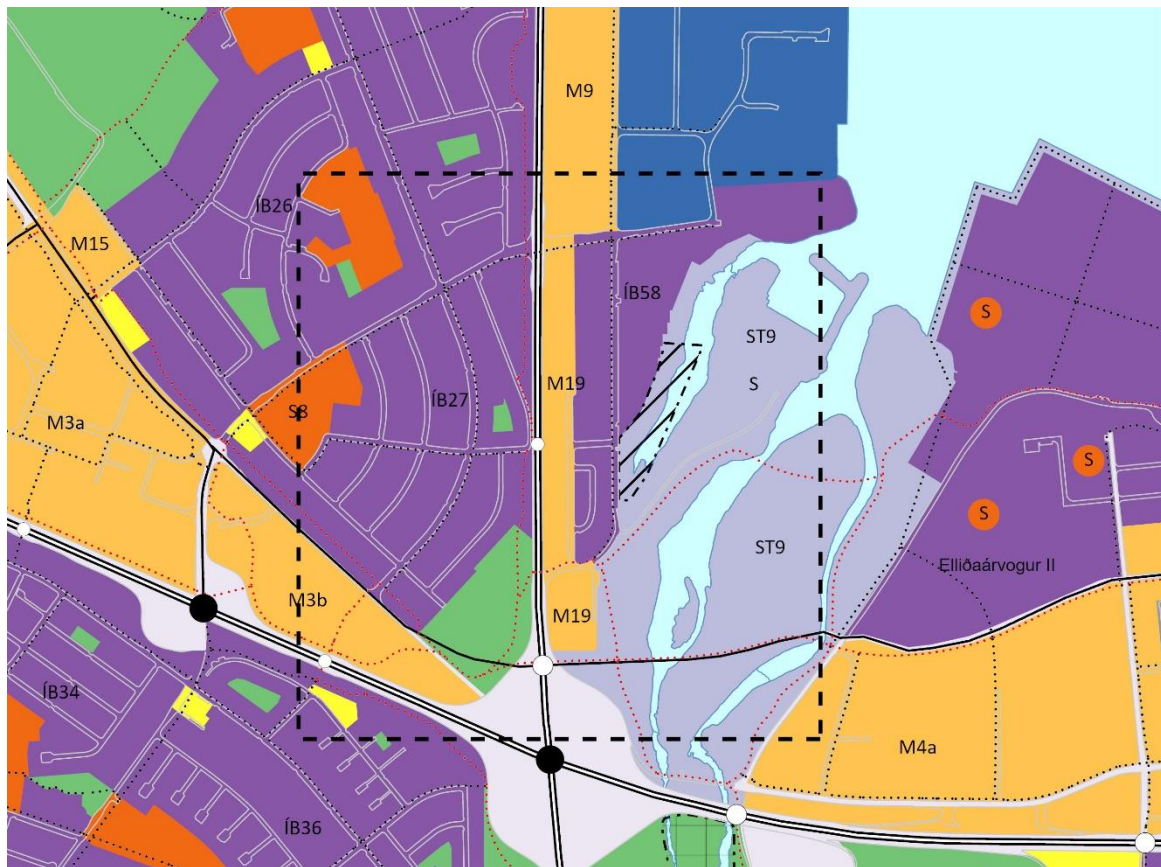 M9
ÍB26
M15
ÍB58
S
ST9
M19
S
S8
ÍB27
M3a
S
S
ST9
Elliðaárvogur II
M19
M3b
ÍB34
M4a
ÍB36